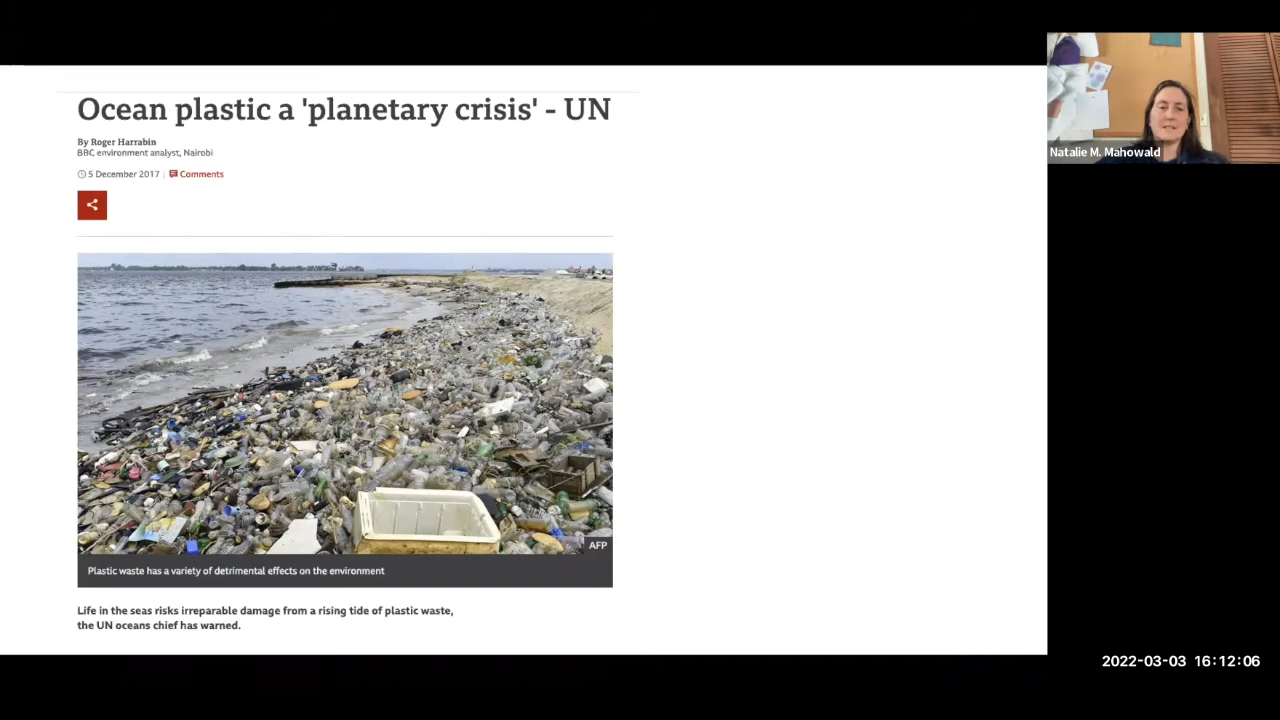 Ocean plastic a 'planetary crisis' - UN
By Roger Harrabin
BBC environment analyst, Nairobi
5 December 2017 | Comments
AFP
Plastic waste has a variety of detrimental effects on the environment
Life in the seas risks irreparable damage from a rising tide of plastic waste,
the UN oceans chief has warned.
Natalie M. Mahowald
2022-03-03 16:12:06